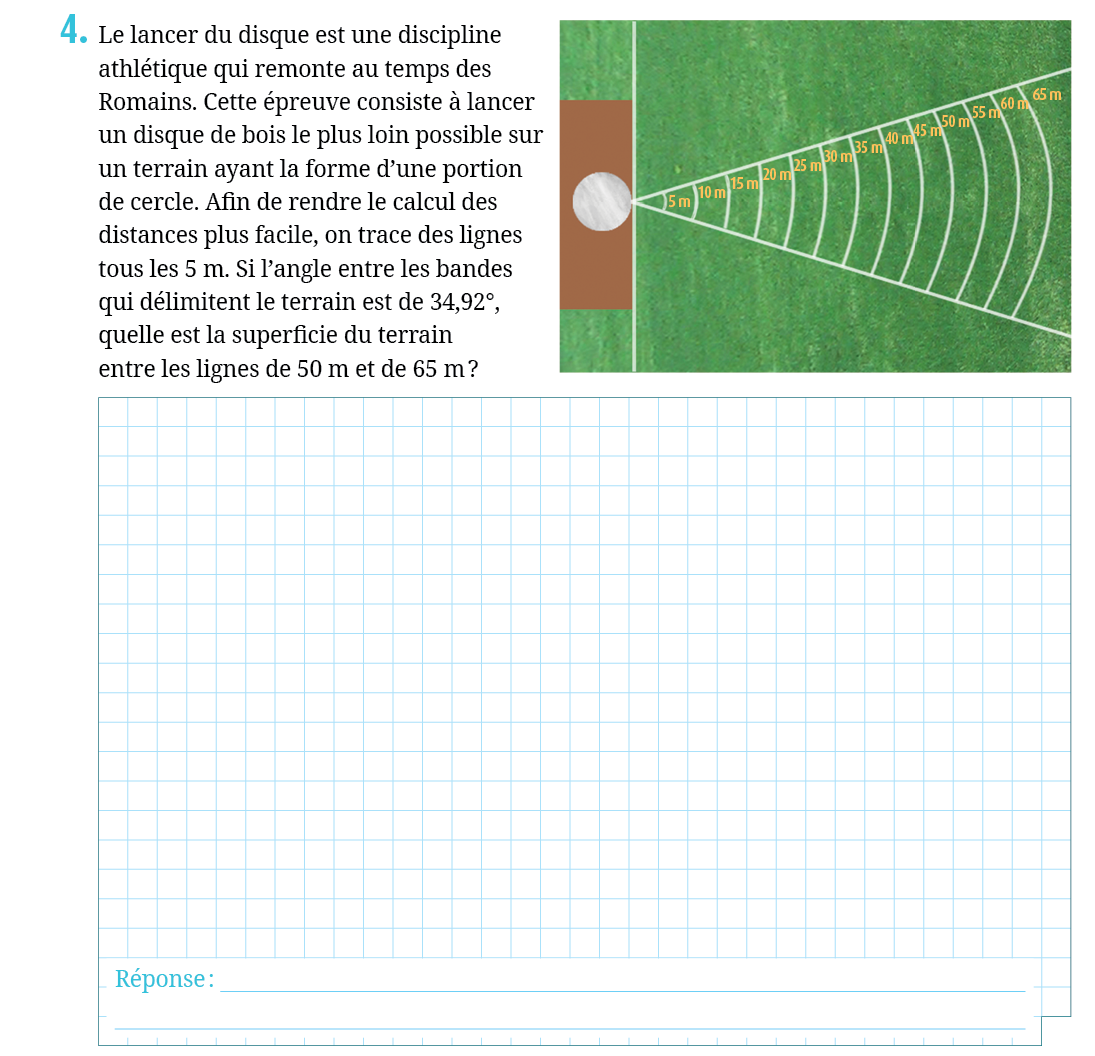 4. Le lancer du disque est une discipline
athlétique qui remonte au temps des
Romains. Cette épreuve consiste à lancer
un disque de bois le plus loin possible sur
un terrain ayant la forme d’une portion
de cercle. Afin de rendre le calcul des
distances plus facile, on trace des lignes
tous les 5 m. Si l’angle entre les bandes
qui délimitent le terrain est de 34,92°,
quelle est la superficie du terrain
entre les lignes de 50 m et de 65 m ?
5 m
10 m
15 m
20 m
25 m
30 m
35 m
40 m
45 m
50 m
55 m
60 m
65 m
Réponse :